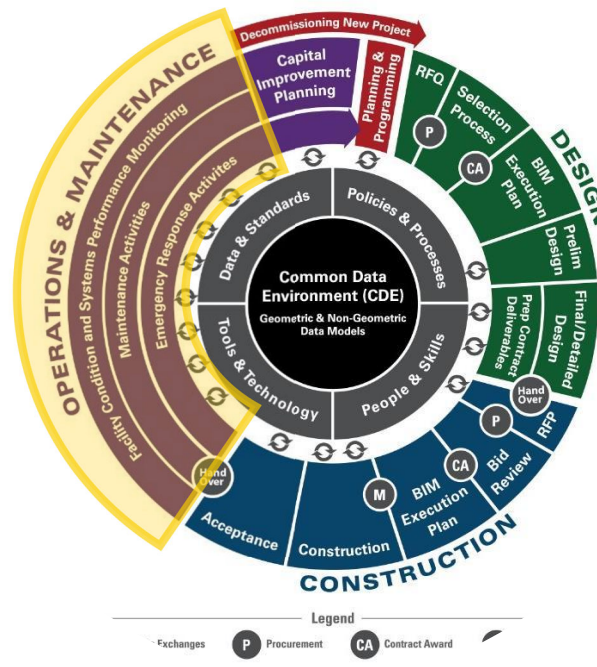 Decommissioning New Project
Capital
Improvement
Planning
Planning &
Programming
RFQ
P
Selection
Process
CA
BIM
Execution
Plan
DESIGN
Prelim
Design
Final/Detailed
Design
Prep Contract
Deliverables
Hand
Over
RFP
P
Bid
Review
CA
BIM
Execution
Plan
M
Construction
CONSTRUCTION
Acceptance
Hand
Over
OPERATIONS & MAINTENANCE
Facility Condition and Systems Performance Monitoring
Maintenance Activities
Emergency Response Activites
Data & Standards
Policies & Processes
Tools & Technology
People & Skills
Common Data
Environment (CDE)
Geometric & Non-Geometric
Data Models
Legend
Exchanges
P Procurement
CA Contract Award